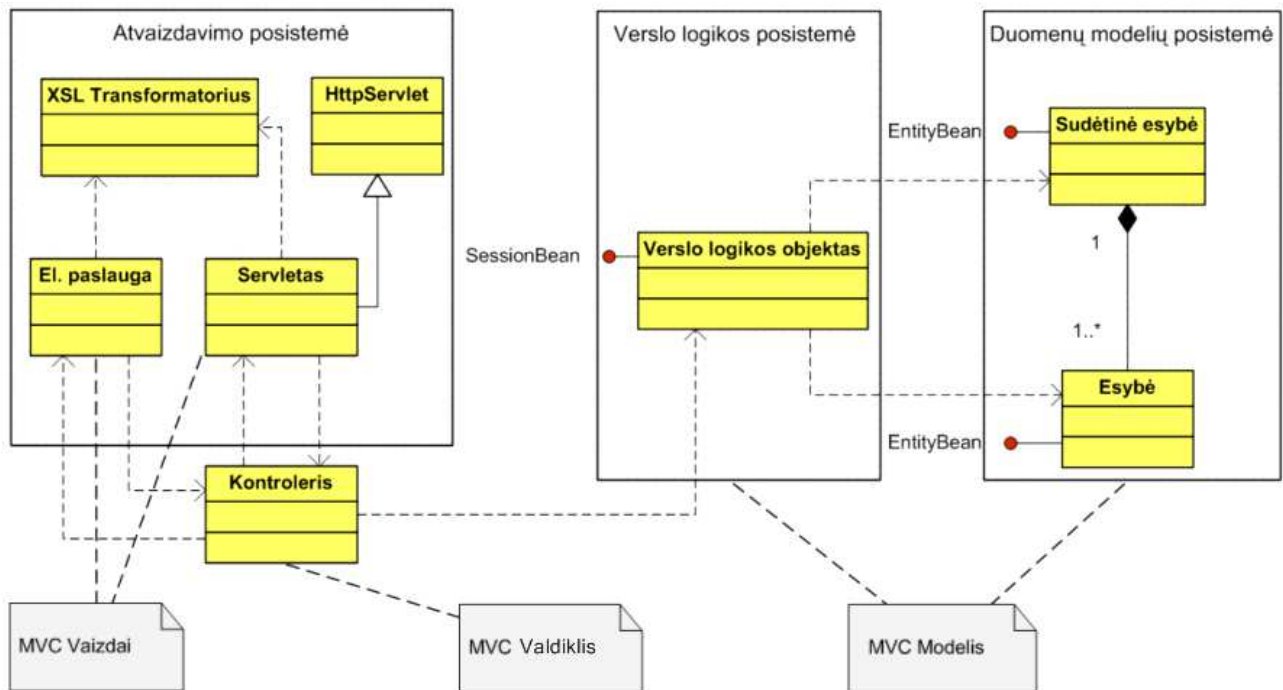 Atvaizdavimo posistemė
Verslo logikos posistemė
Duomenų modelių posistemė
XSL Transformatorius
HttpServlet
EntityBean
Sudėtinė esybė
SessionBean
Verslo logikos objektas
1
El. paslauga
Servletas
1..*
Esybė
EntityBean
Kontroleris
MVC Vaizdai
MVC Valdiklis
MVC Modelis